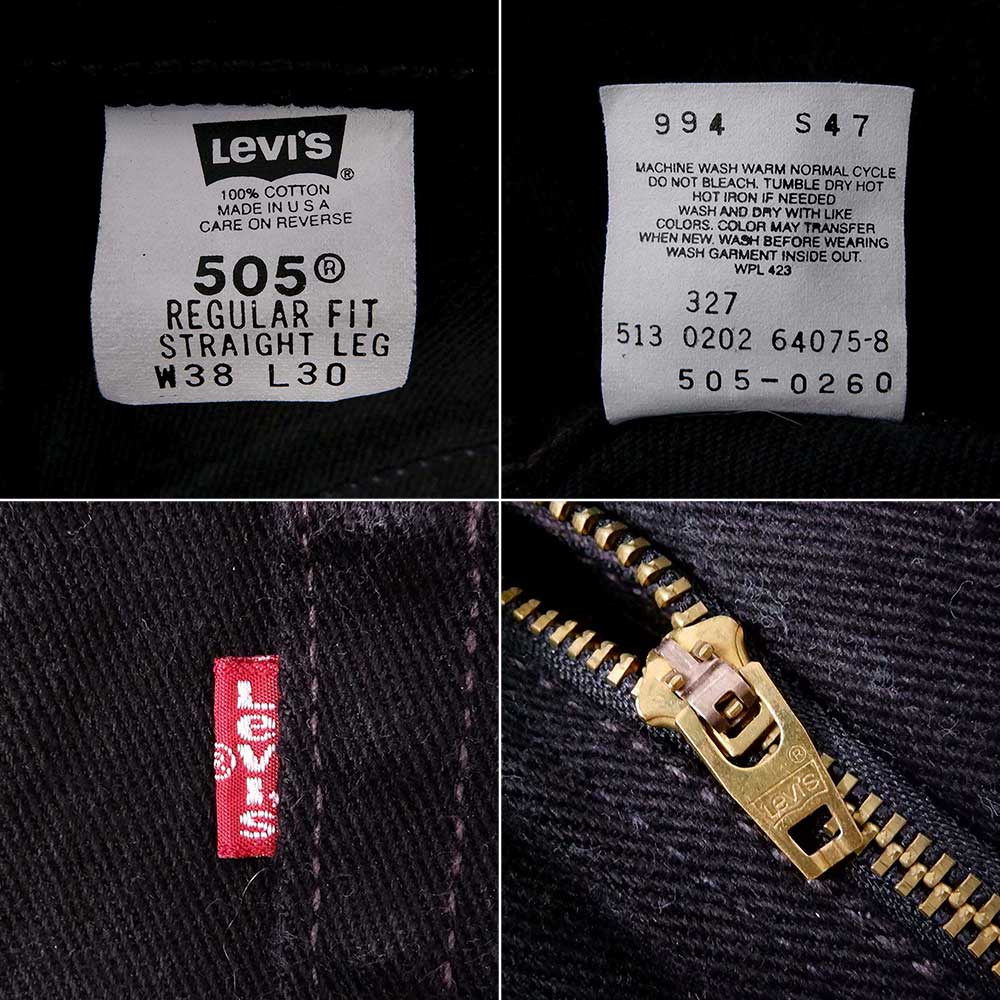 Levi's®
100% COTTON
MADE IN U S A
CARE ON REVERSE
505®
REGULAR FIT
STRAIGHT LEG
W38 L30
994 S47
MACHINE WASH WARM NORMAL CYCLE
DO NOT BLEACH. TUMBLE DRY HOT
HOT IRON IF NEEDED
WASH AND DRY WITH LIKE
COLORS. COLOR MAY TRANSFER
WHEN NEW. WASH BEFORE WEARING
WASH GARMENT INSIDE OUT.
WPL 423
327
513 0202 64075-8
505-0260
Levi's®
Levi's®